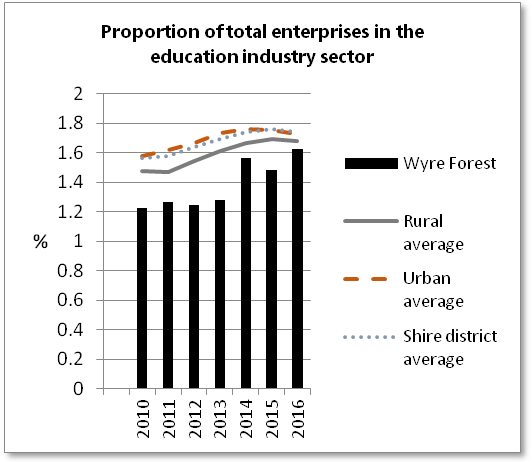 Proportion of total enterprises in the
education industry sector
2
1.8
1.6
1.4
1.2
1
0.8
0.6
0.4
0.2
0
%
2010
2011
2012
2013
2014
2015
2016
Wyre Forest
Rural
average
Urban
average
Shire district
average